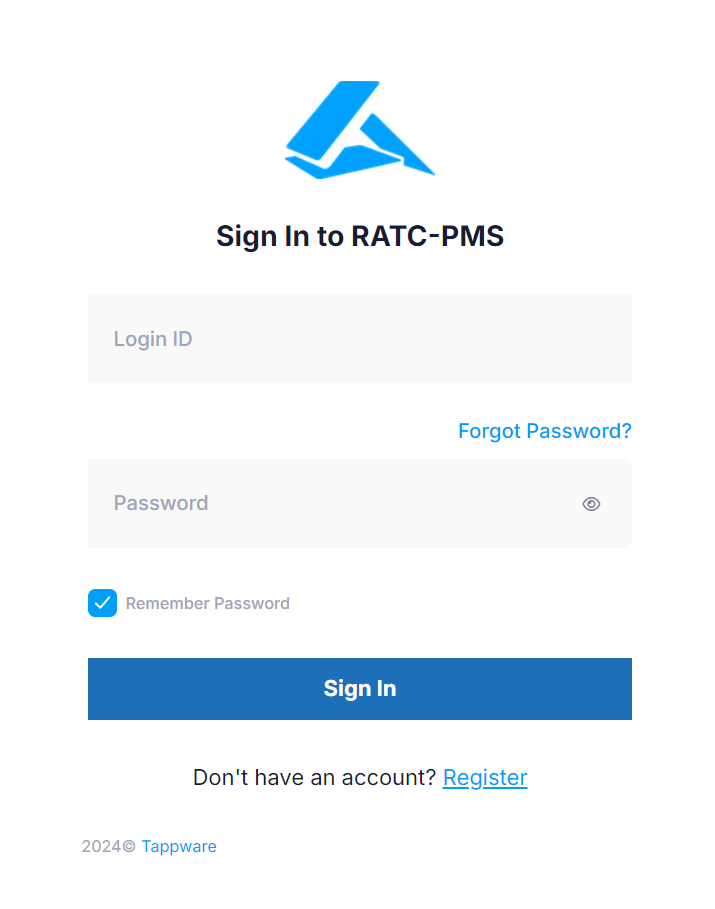 Sign In to RATC-PMS
Login ID
Forgot Password?
Password
Remember Password
Sign In
Don't have an account? Register
2024© Tappware